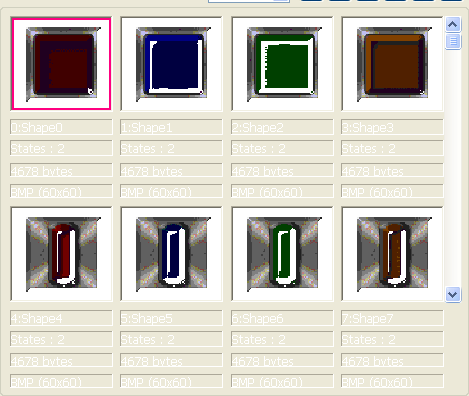 0:Shape0 1:Shape1 2:Shape2 3:Shape3
States : 2 States : 2 States : 2 States : 2
4678 bytes 4678 bytes 4678 bytes 4678 bytes
BMP (60x60) BMP (60x60) BMP (60x60) BMP (60x60)
4:Shape4 5:Shape5 6:Shape6 7:Shape7
States : 2 States : 2 States : 2 States : 2
4678 bytes 4678 bytes 4678 bytes 4678 bytes
BMP (60x60) BMP (60x60) BMP (60x60) BMP (60x60)